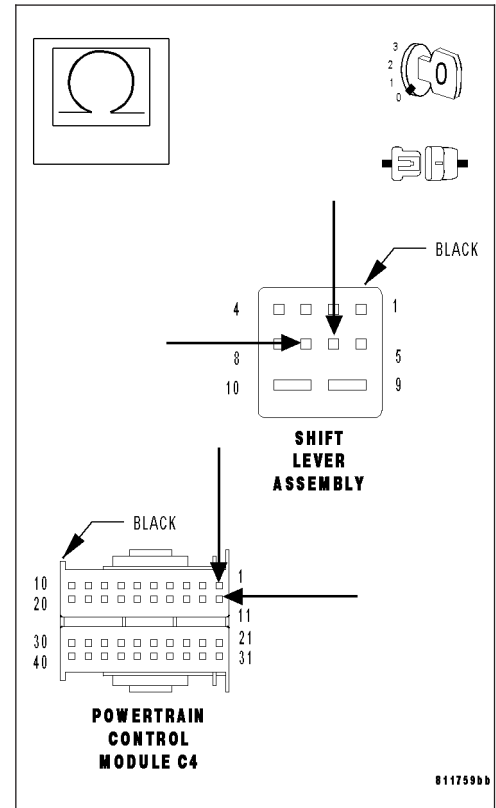 3
2
1
0
BLACK
4 1
8 5
10 9
SHIFT
LEVER
ASSEMBLY
BLACK
10 1
20 11
30 21
40 31
POWERTRAIN
CONTROL
MODULE C4
811759bb